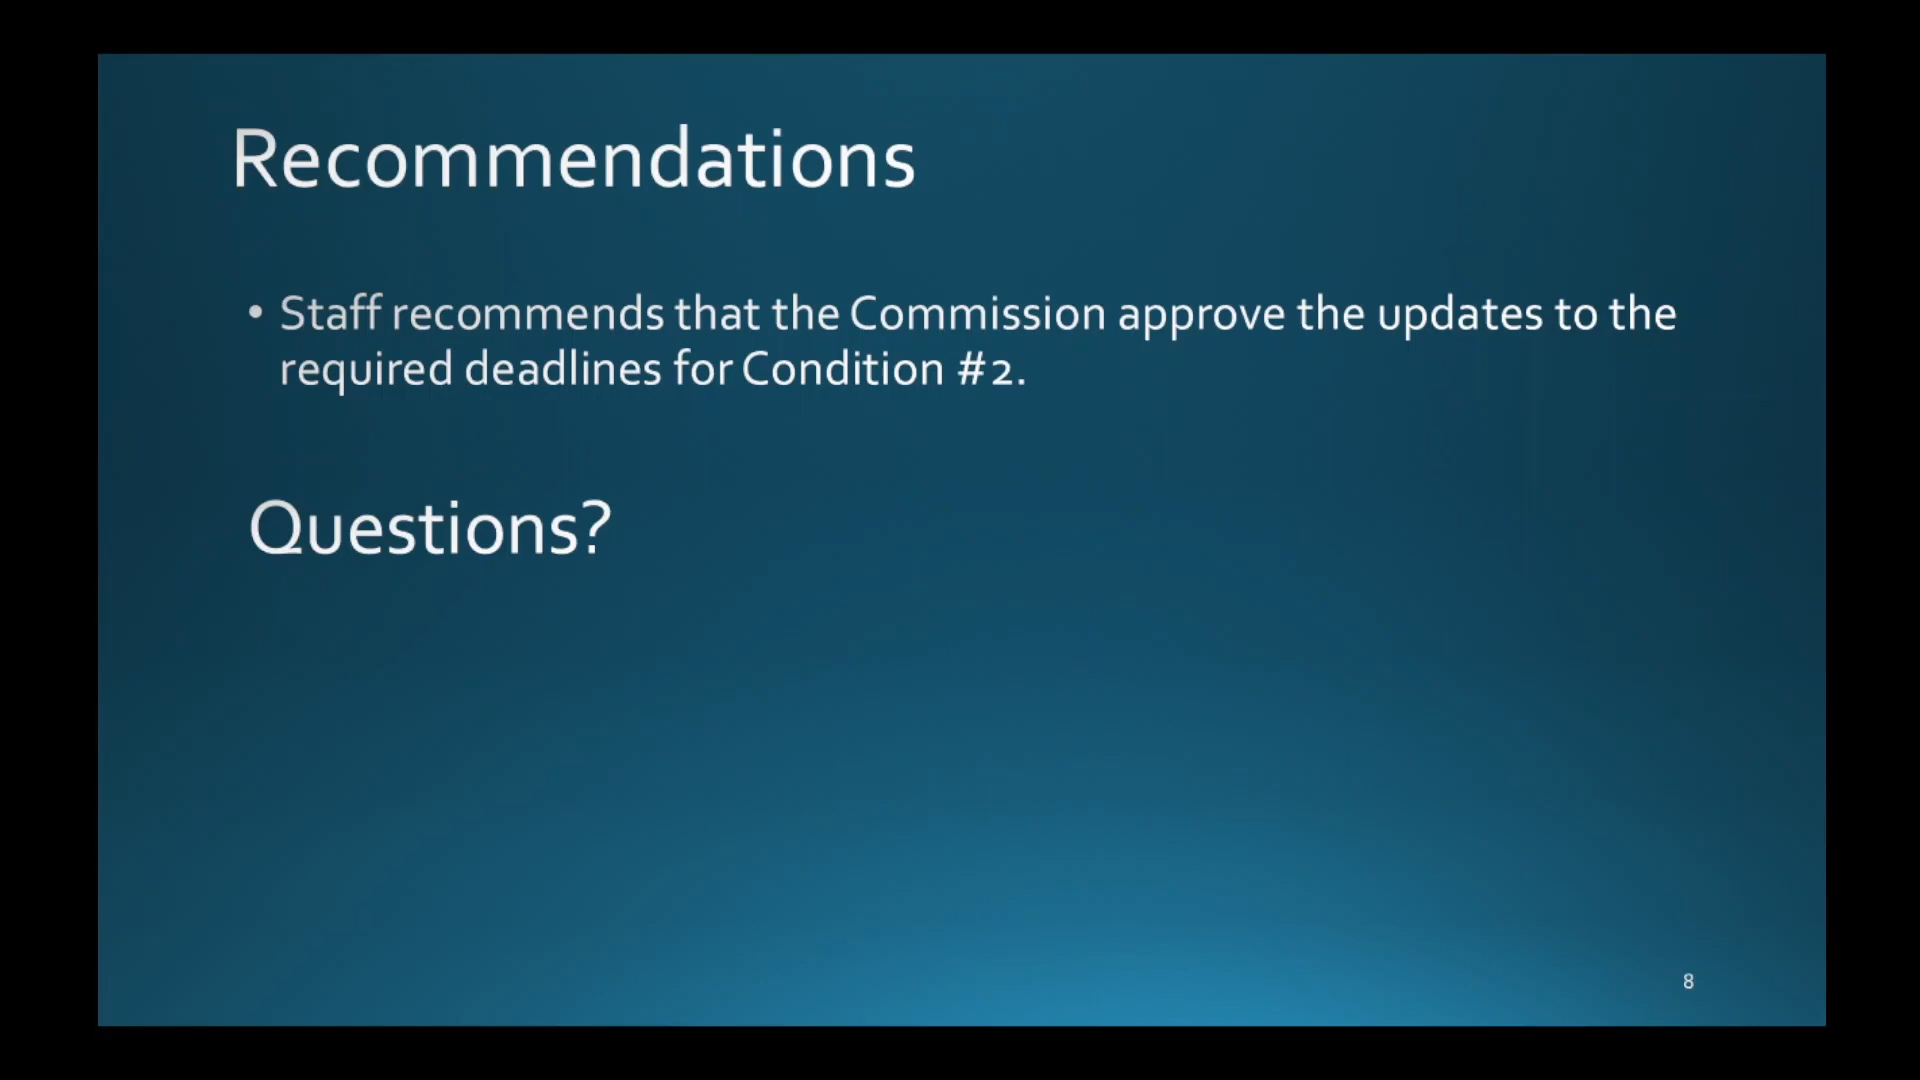 Recommendations
• Staff recommends that the Commission approve the updates to the
required deadlines for Condition #2.
Questions?
8